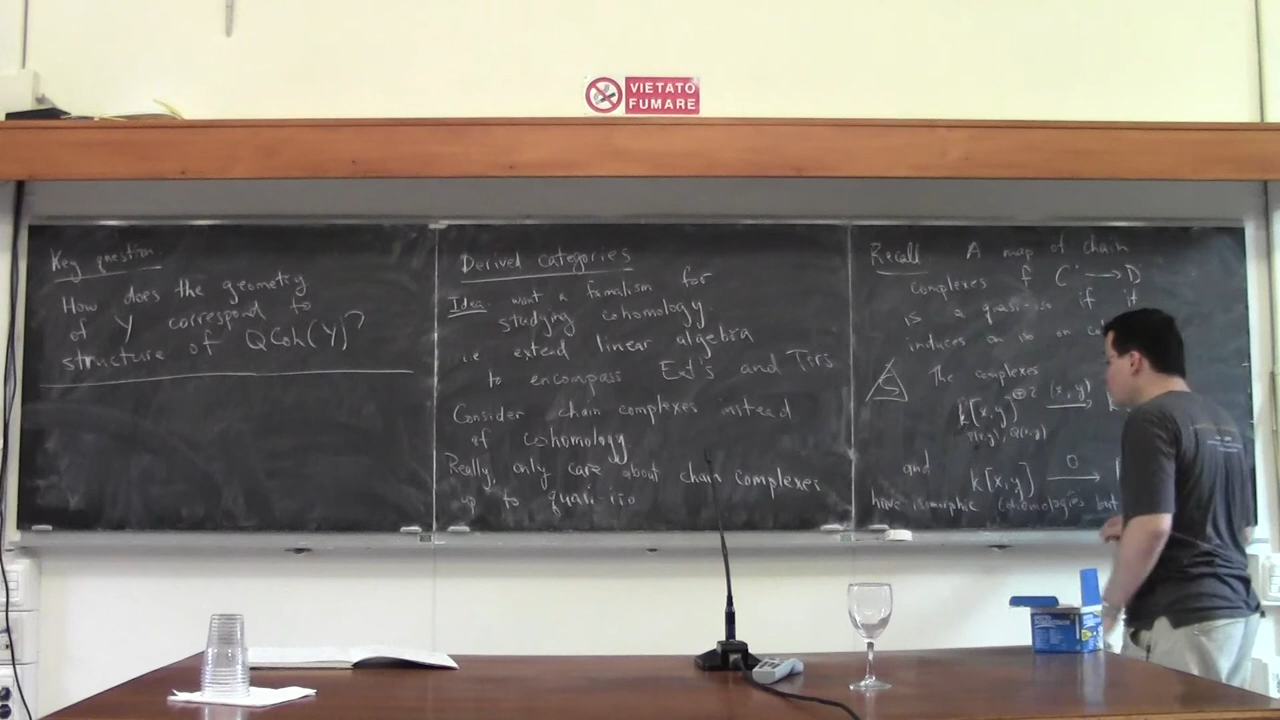 VIETATO
FUMARE
Key question.
How does the geometry
of Y correspond to
structure of QCoh(Y)?
Derived categories
Idea: want a formalism for
studying cohomology.
i.e extend linear algebra
to encompass Ext's and Tors
Consider chain complexes instead
of cohomology
Really, only care about chain complexes
up to quasi-iso
Recall. A map of chain
complexes f C˙ → D˙
is a quasi-iso if it
induces an iso on
The complexes
k[x,y]^{⊕2} (x,y) →
P(x,y), Q(x,y)
and k[x,y] 0 →
have isomorphic cohomologies but